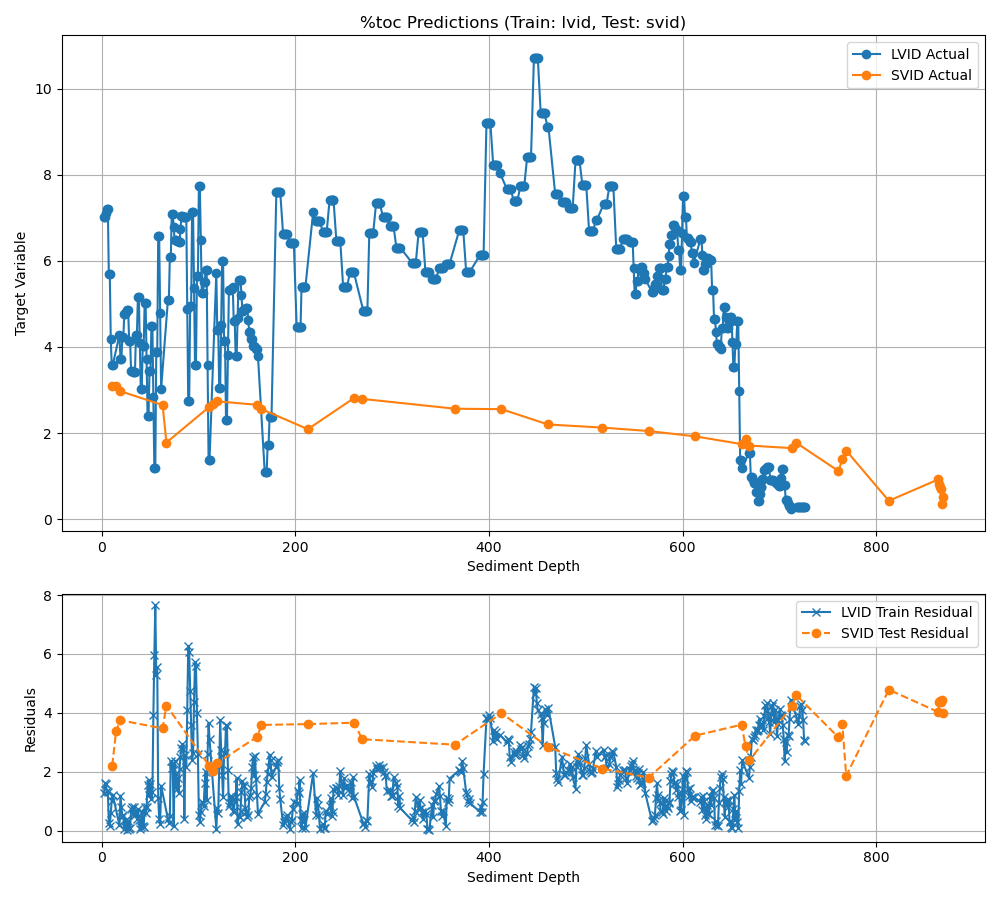 %toc Predictions (Train: lvid, Test: svid)
LVID Actual
SVID Actual
Target Variable
10
8
6
4
2
0
0 200 400 600 800
Sediment Depth
LVID Train Residual
SVID Test Residual
Residuals
8
6
4
2
0
0 200 400 600 800
Sediment Depth